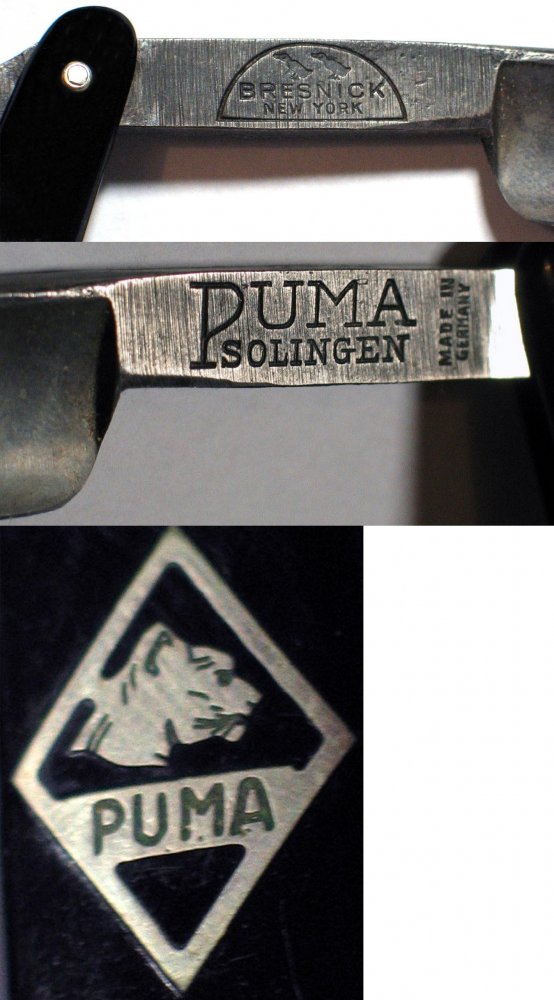 BRESNICK
NEW YORK
PUMA
SOLINGEN
MADE IN
GERMANY
PUMA